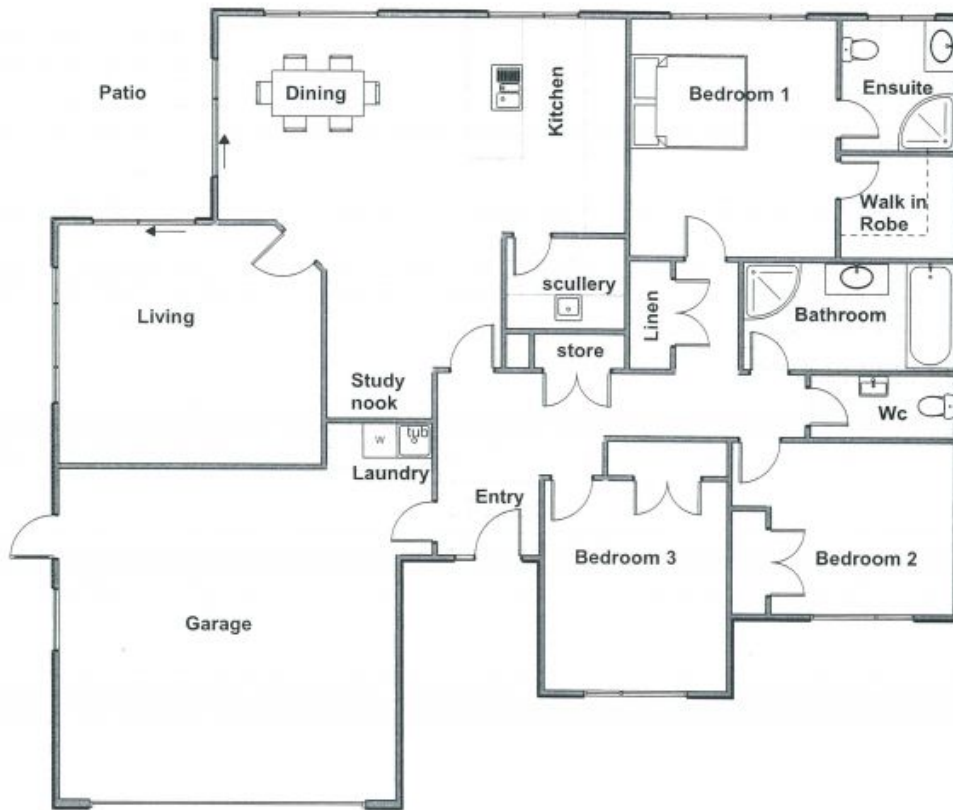 Patio
Dining
Kitchen
Bedroom 1
Ensuite
Walk in
Robe
Living
scullery
Linen
Bathroom
store
Study
nook
Wc
w
tub
Laundry
Entry
Bedroom 3
Bedroom 2
Garage